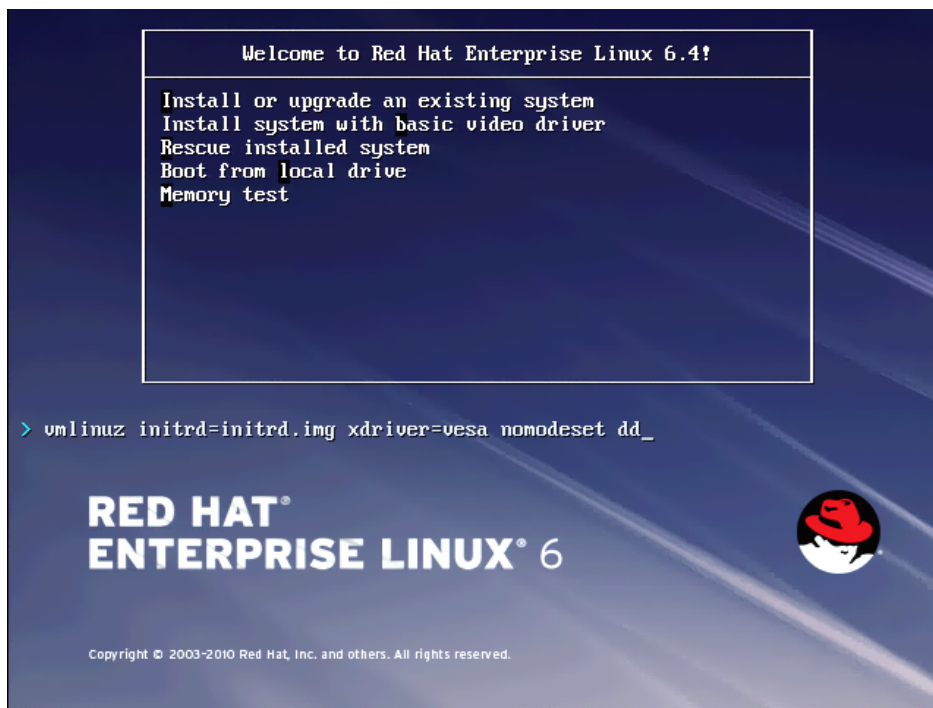 Welcome to Red Hat Enterprise Linux 6.4!
Install or upgrade an existing system
Install system with basic video driver
Rescue installed system
Boot from local drive
Memory test
> vmlinuz initrd=initrd.img xdriver=vesa nomodeset dd_
RED HAT®
ENTERPRISE LINUX® 6
Copyright © 2003-2010 Red Hat, Inc. and others. All rights reserved.